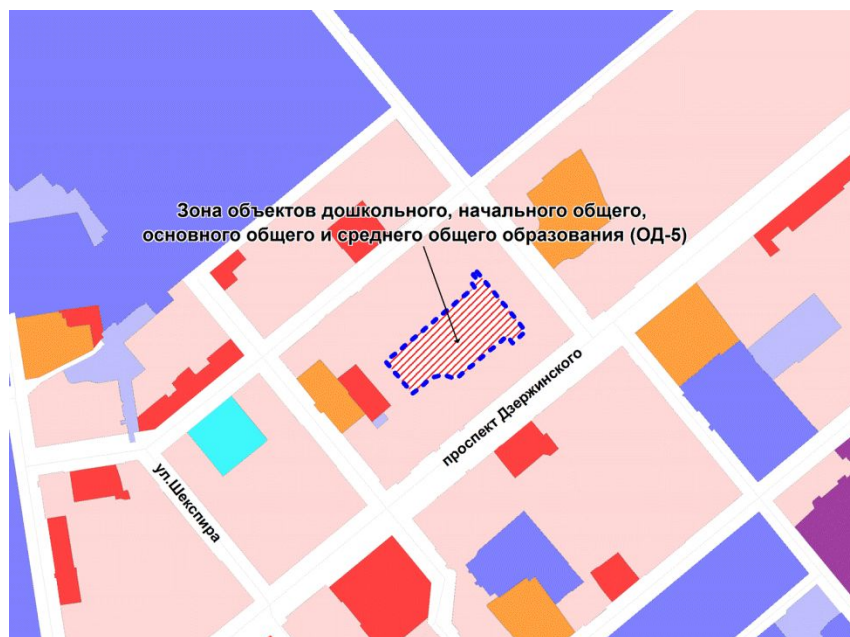 Зона объектов дошкольного, начального общего,
основного общего и среднего общего образования (ОД-5)
проспект Дзержинского
ул.Шекспира